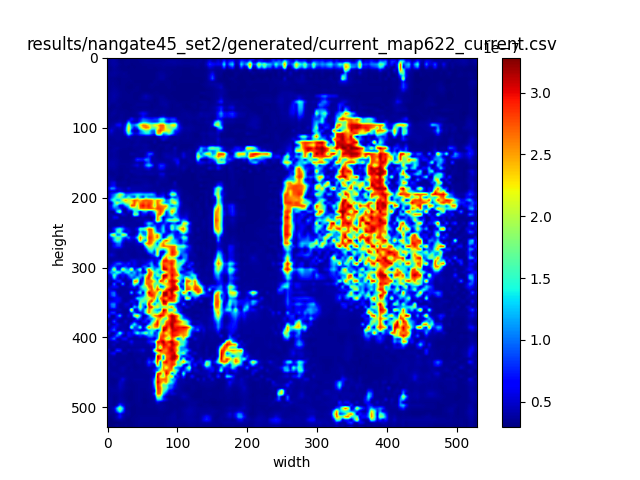 results/nangate45_set2/generated/current_map622_current.csv
1e−7
0
100
200
300
400
500
height
0 100 200 300 400 500
width
3.0
2.5
2.0
1.5
1.0
0.5